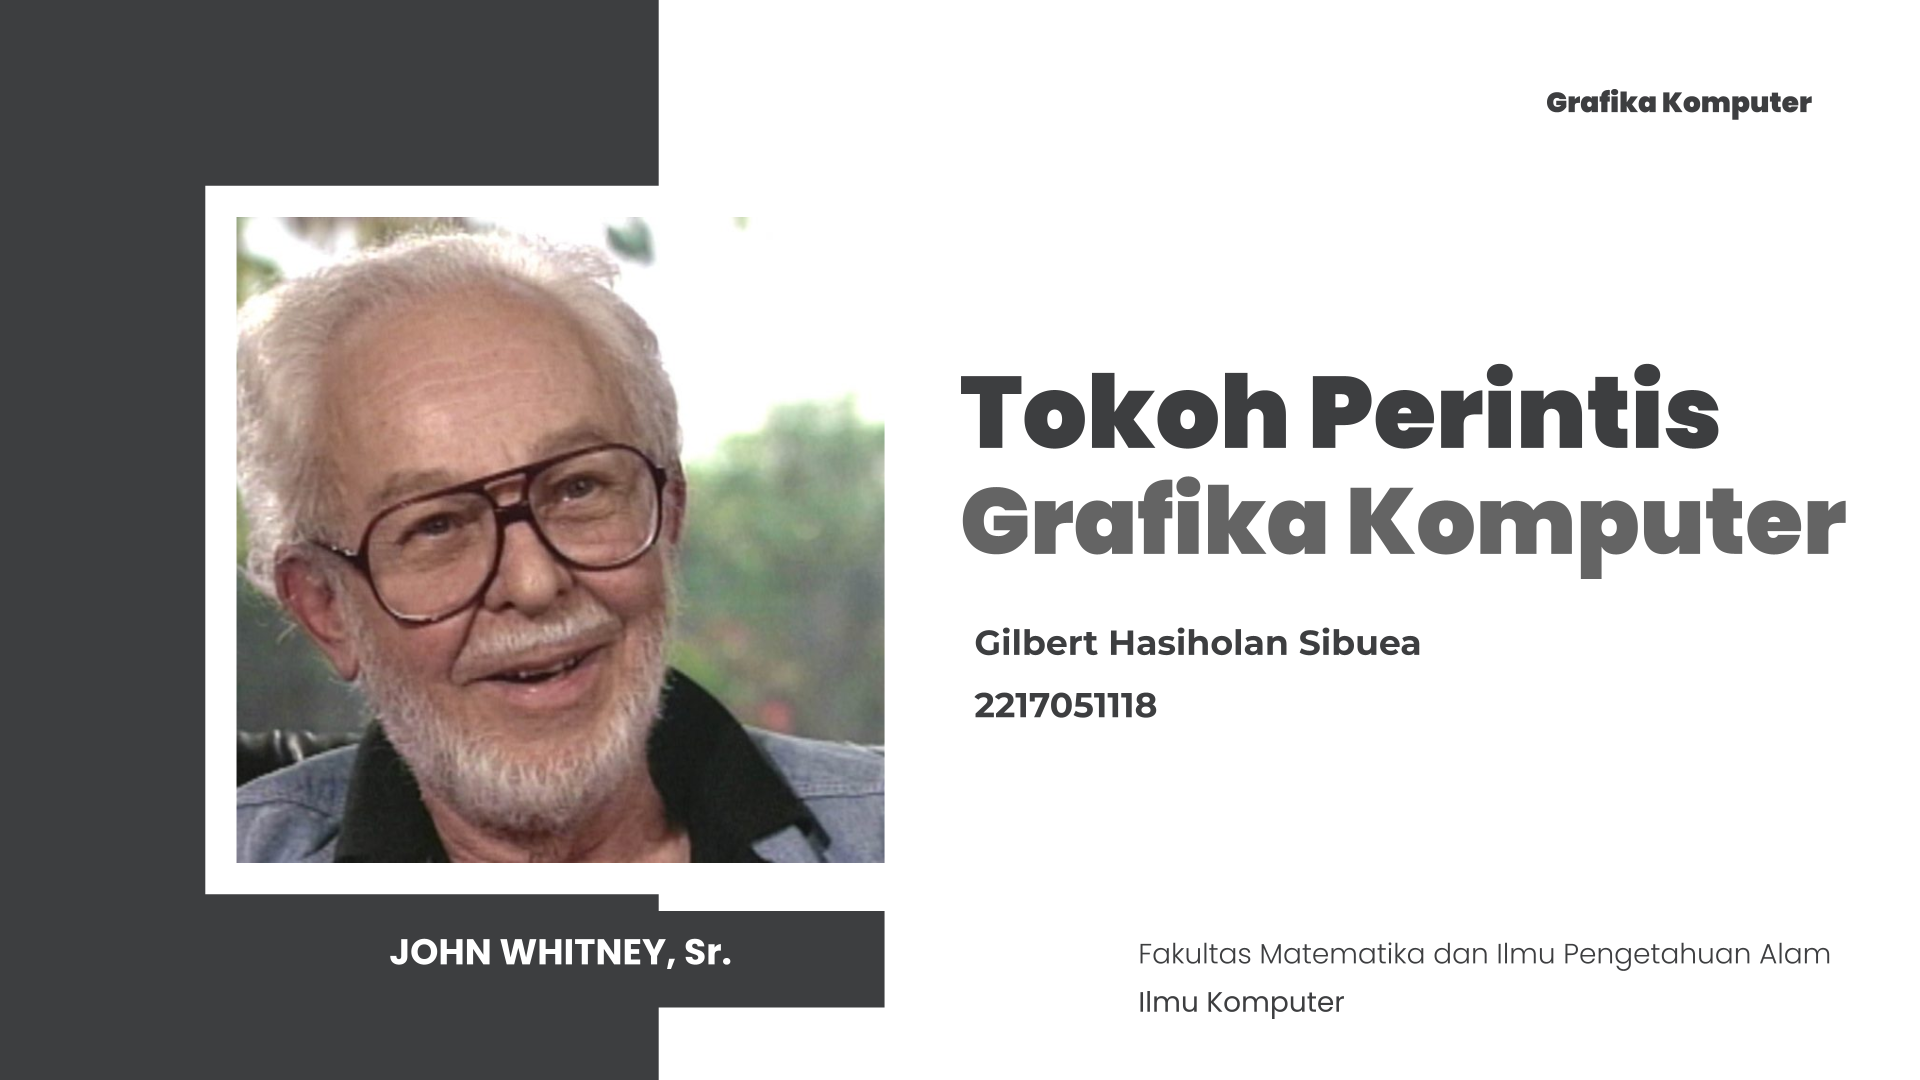 Grafika Komputer
Tokoh Perintis
Grafika Komputer
Gilbert Hasiholan Sibuea
2217051118
JOHN WHITNEY, Sr.
Fakultas Matematika dan Ilmu Pengetahuan Alam
Ilmu Komputer